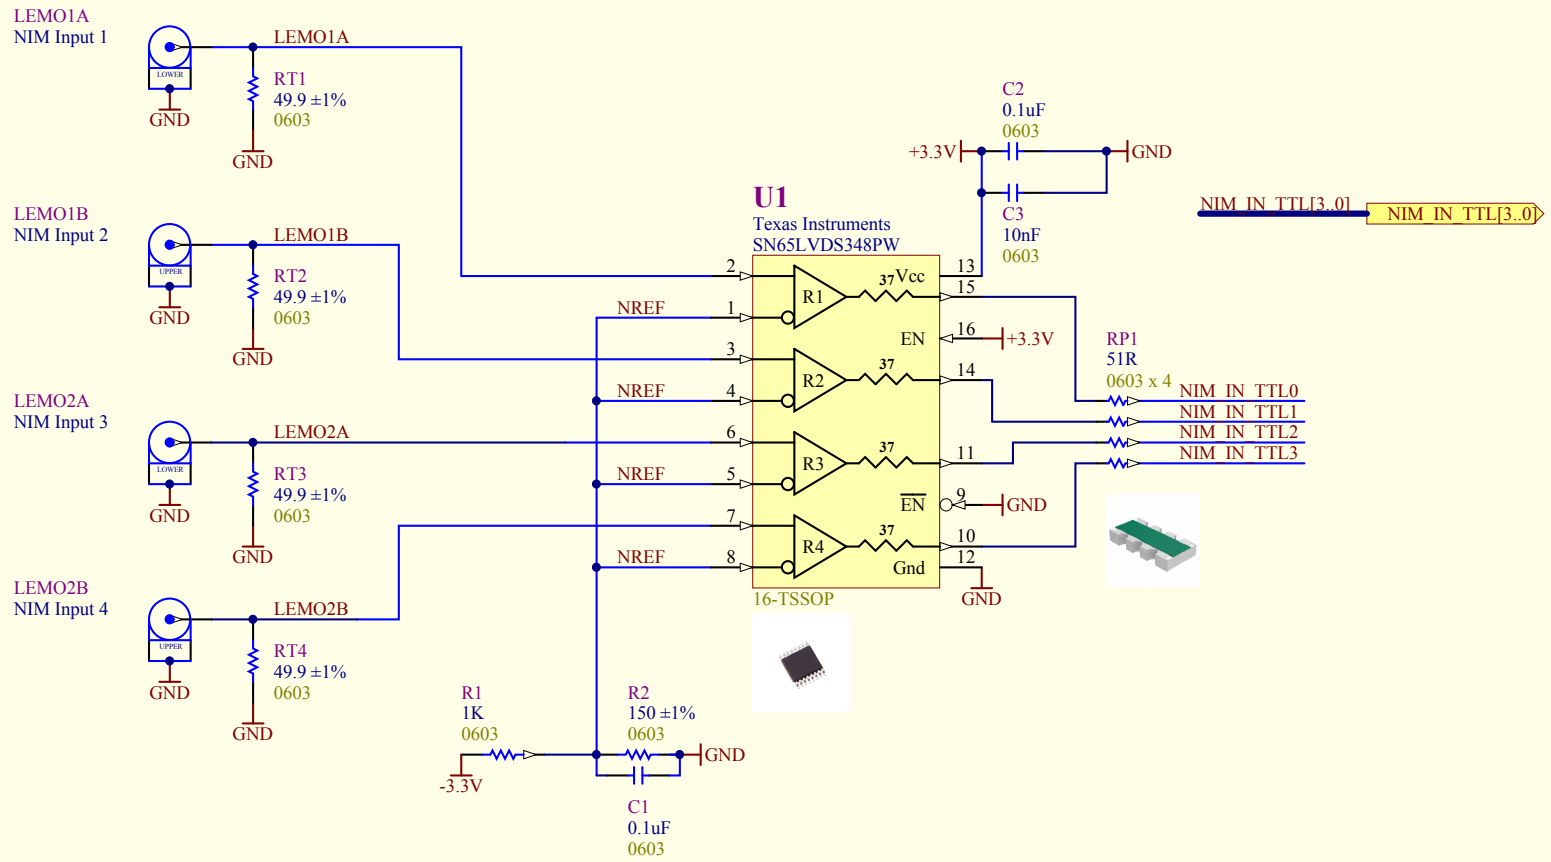 LEMO1A
NIM Input 1
LOWER
GND
LEMO1A
RT1
49.9 ±1%
0603
GND
LEMO1B
NIM Input 2
UPPER
GND
LEMO1B
RT2
49.9 ±1%
0603
GND
LEMO2A
NIM Input 3
LOWER
GND
LEMO2A
RT3
49.9 ±1%
0603
GND
LEMO2B
NIM Input 4
UPPER
GND
LEMO2B
RT4
49.9 ±1%
0603
GND
NREF
NREF
NREF
NREF
R1
1K
0603
-3.3V
R2
150 ±1%
0603
GND
C1
0.1uF
0603
U1
Texas Instruments
SN65LVDS348PW
2
1
3
4
6
5
7
8
R1
37
R2
37
R3
37
R4
37
Vcc
EN
EN
Gnd
13
15
16
14
11
9
10
12
16-TSSOP
+3.3V
GND
GND
C2
0.1uF
0603
+3.3V
GND
C3
10nF
0603
RP1
51R
0603 x 4
NIM_IN_TTL0
NIM_IN_TTL1
NIM_IN_TTL2
NIM_IN_TTL3
NIM_IN_TTL[3..0]
NIM_IN_TTL[3..0]